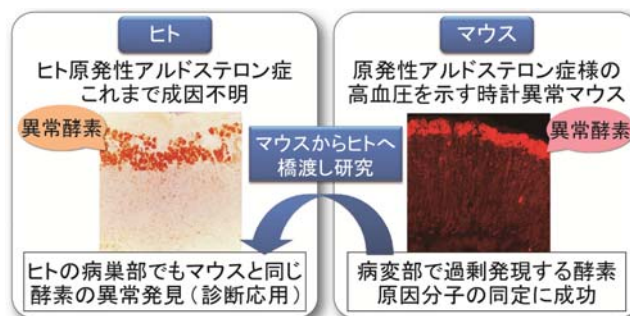 ヒト
ヒト原発性アルドステロン症
これまで成因不明
異常酵素
ヒトの病巣部でもマウスと同じ
酵素の異常発見(診断応用)
マウスからヒトへ
橋渡し研究
マウス
原発性アルドステロン症様の
高血圧を示す時計異常マウス
異常酵素
病変部で過剰発現する酵素
原因分子の同定に成功